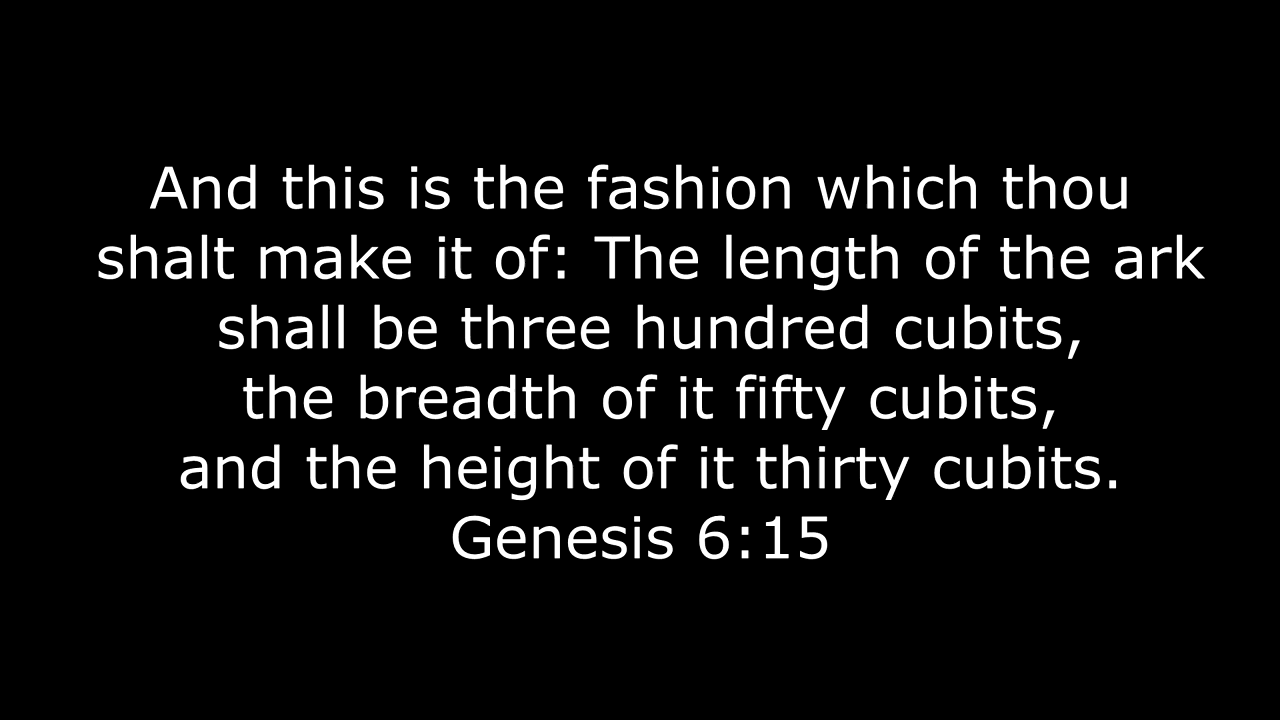 And this is the fashion which thou
shalt make it of: The length of the ark
shall be three hundred cubits,
the breadth of it fifty cubits,
and the height of it thirty cubits.
Genesis 6:15